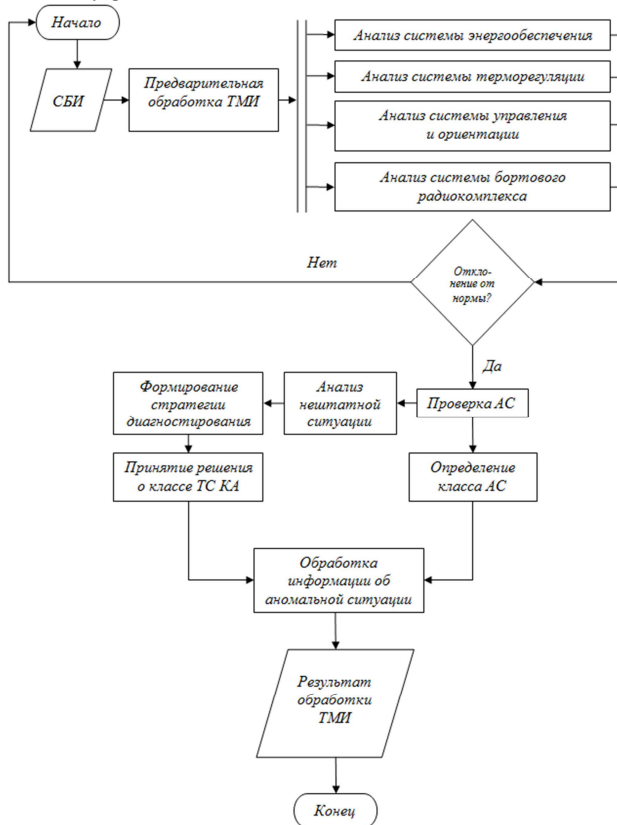 Начало
СБИ
Предварительная
обработка ТМИ
Анализ системы энергообеспечения
Анализ системы терморегуляции
Анализ системы управления
и ориентации
Анализ системы бортового
радиокомплекса
Откло-
нение от
нормы?
Нет
Да
Формирование
стратегии
диагностирования
Анализ
нештатной
ситуации
Проверка АС
Принятие решения
о классе ТС КА
Определение
класса АС
Обработка
информации об
аномальной ситуации
Результат
обработки
ТМИ
Конец